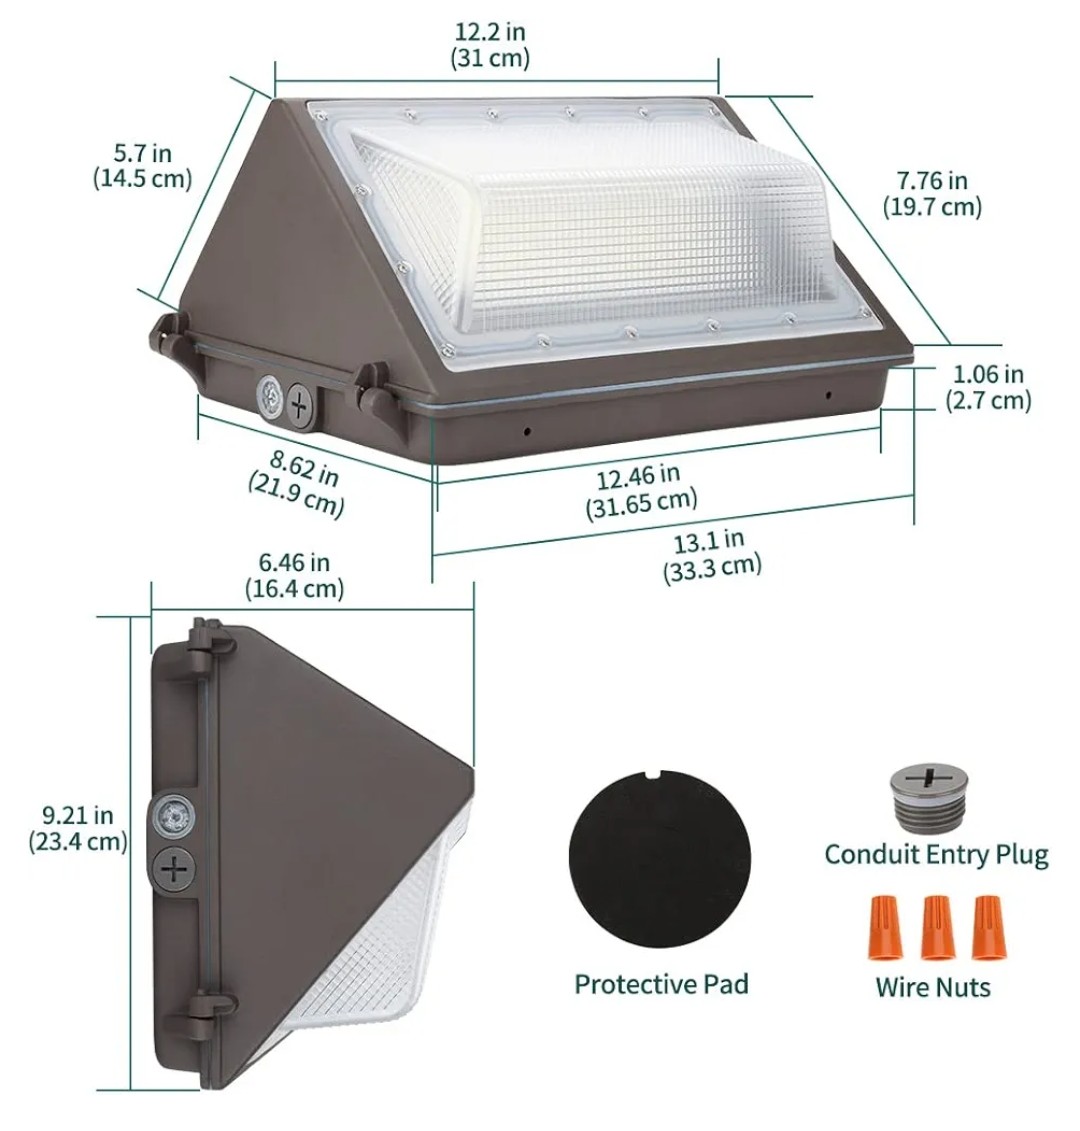 12.2 in
(31 cm)
5.7 in
(14.5 cm)
7.76 in
(19.7 cm)
1.06 in
(2.7 cm)
8.62 in
(21.9 cm)
12.46 in
(31.65 cm)
13.1 in
(33.3 cm)
6.46 in
(16.4 cm)
9.21 in
(23.4 cm)
Conduit Entry Plug
Protective Pad
Wire Nuts